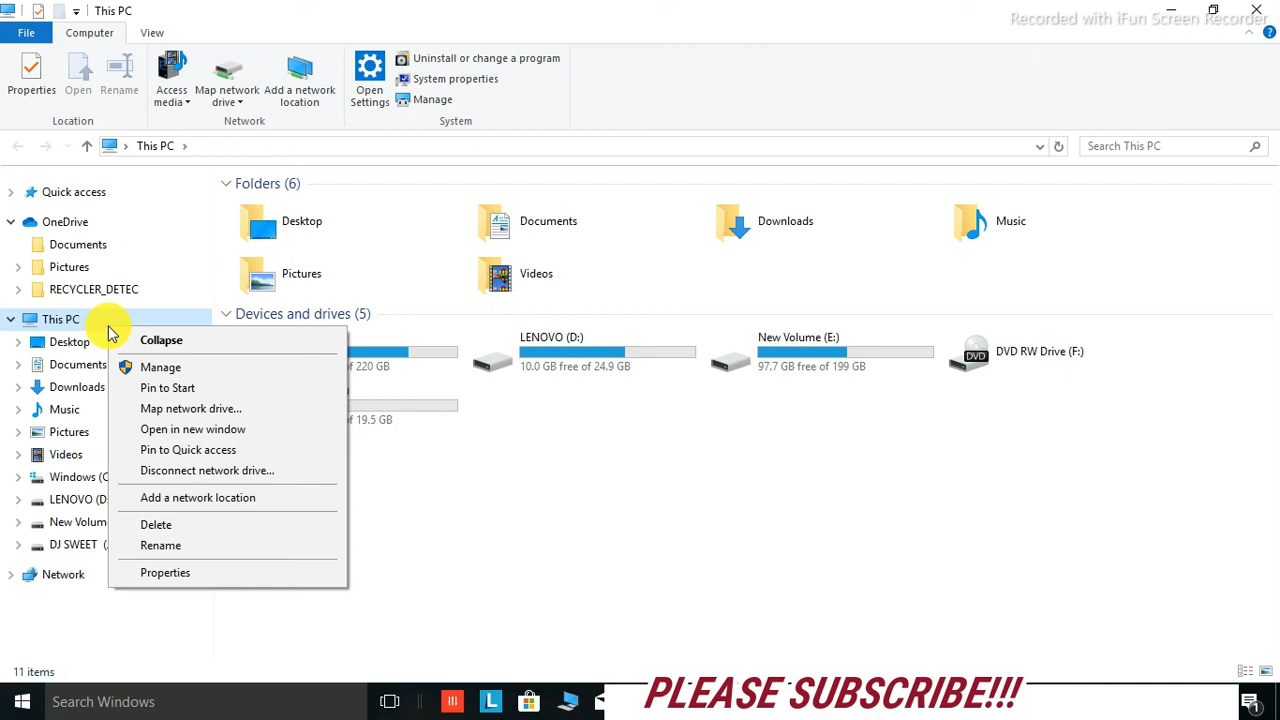 This PC
Recorded with iFun Screen Recorder
File
Computer
View
Properties
Open
Rename
Access media
Map network drive
Add a network location
Open Settings
Uninstall or change a program
System properties
Manage
Location
Network
System
This PC
Search This PC
Quick access
OneDrive
Documents
Pictures
RECYCLER_DETEC
This PC
Desktop
Documents
Downloads
Music
Pictures
Videos
Windows (C
LENOVO (D:
New Volum
DJ SWEET (
Network
Collapse
Manage
Pin to Start
Map network drive...
Open in new window
Pin to Quick access
Disconnect network drive...
Add a network location
Delete
Rename
Properties
Folders (6)
Desktop
Documents
Downloads
Music
Pictures
Videos
Devices and drives (5)
of 220 GB
LENOVO (D:)
10.0 GB free of 24.9 GB
New Volume (E:)
97.7 GB free of 199 GB
DVD
DVD RW Drive (F:)
of 19.5 GB
11 items
Search Windows
L
PLEASE SUBSCRIBE!!!
1